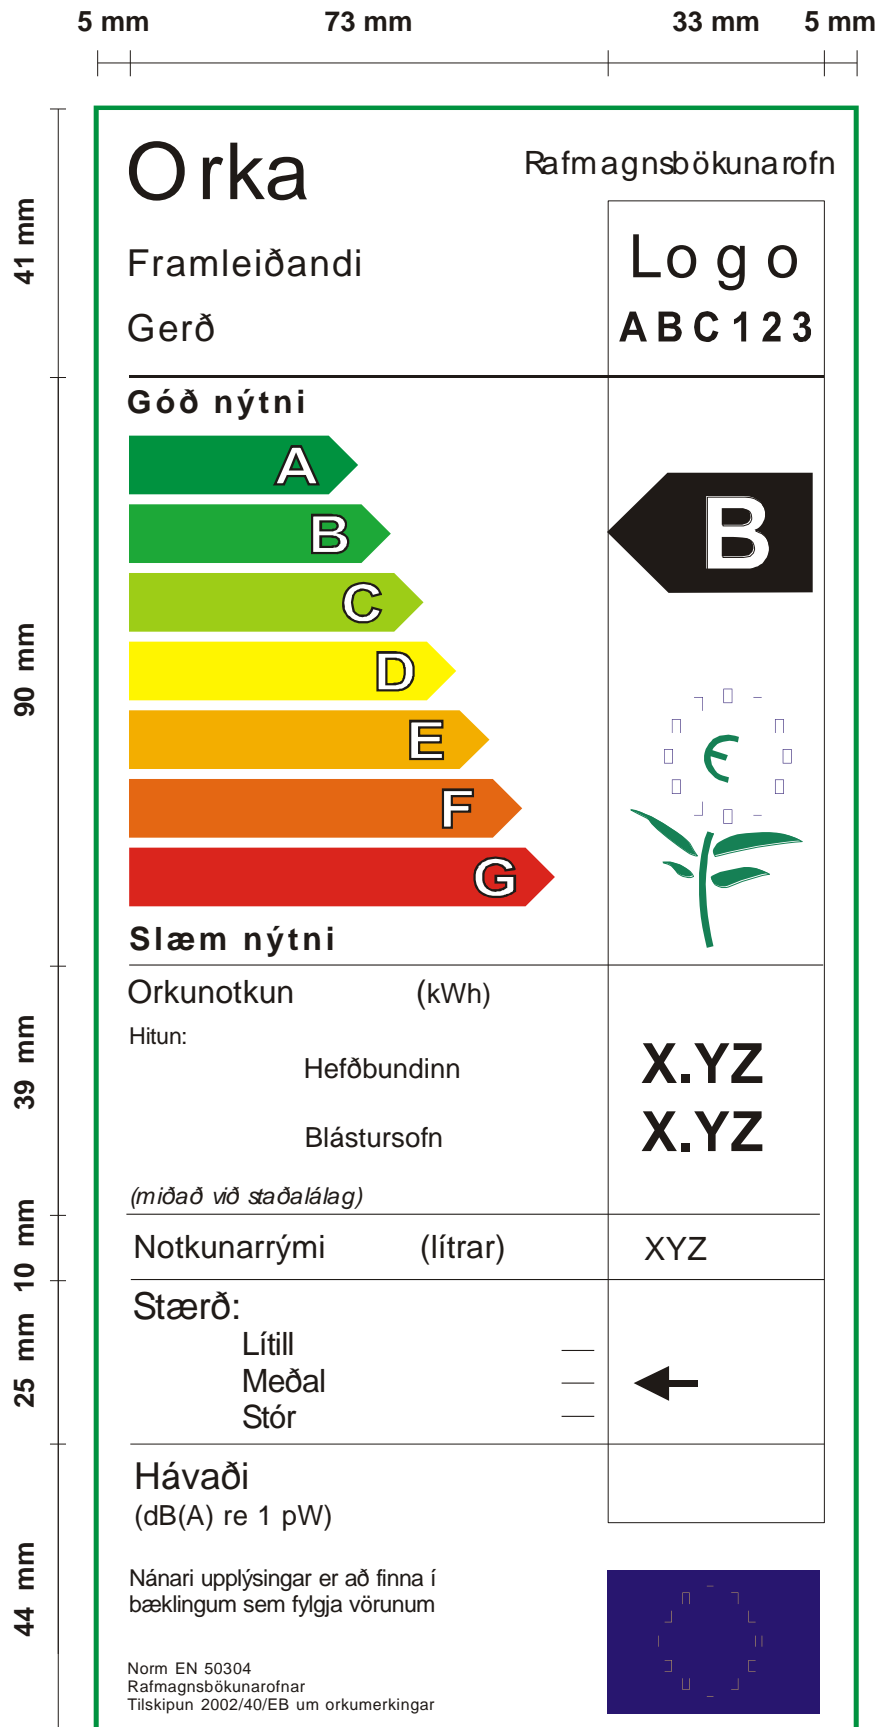 5 mm 73 mm 33 mm 5 mm
41 mm
90 mm
39 mm
10 mm
25 mm
44 mm
Orka
Rafmagnsbökunarofn
Framleiðandi
Logo
Gerð
ABC123
Góð nýtni
A
B
B
C
D
E
F
G
Slæm nýtni
Orkunotkun (kWh)
Hitun:
Hefðbundinn X.YZ
Blástursofn X.YZ
(miðað við staðalálag)
Notkunarrými (lítrar) XYZ
Stærð:
Lítill
Meðal
Stór
Hávaði
(dB(A) re 1 pW)
Nánari upplýsingar er að finna í
bæklingum sem fylgja vörunum
Norm EN 50304
Rafmagnsbökunarofnar
Tilskipun 2002/40/EB um orkumerkingar